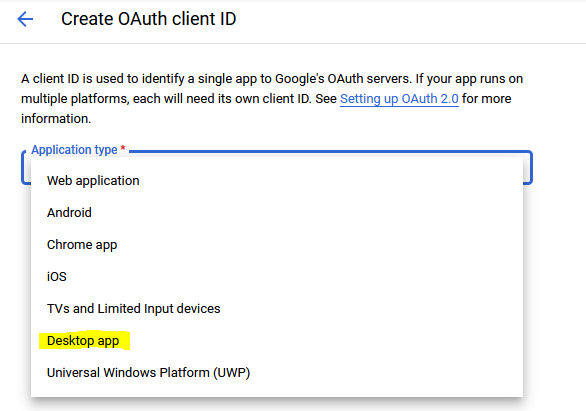 Create OAuth client ID
A client ID is used to identify a single app to Google's OAuth servers. If your app runs on
multiple platforms, each will need its own client ID. See Setting up OAuth 2.0 for more
information.
Application type *
Web application
Android
Chrome app
iOS
TVs and Limited Input devices
Desktop app
Universal Windows Platform (UWP)